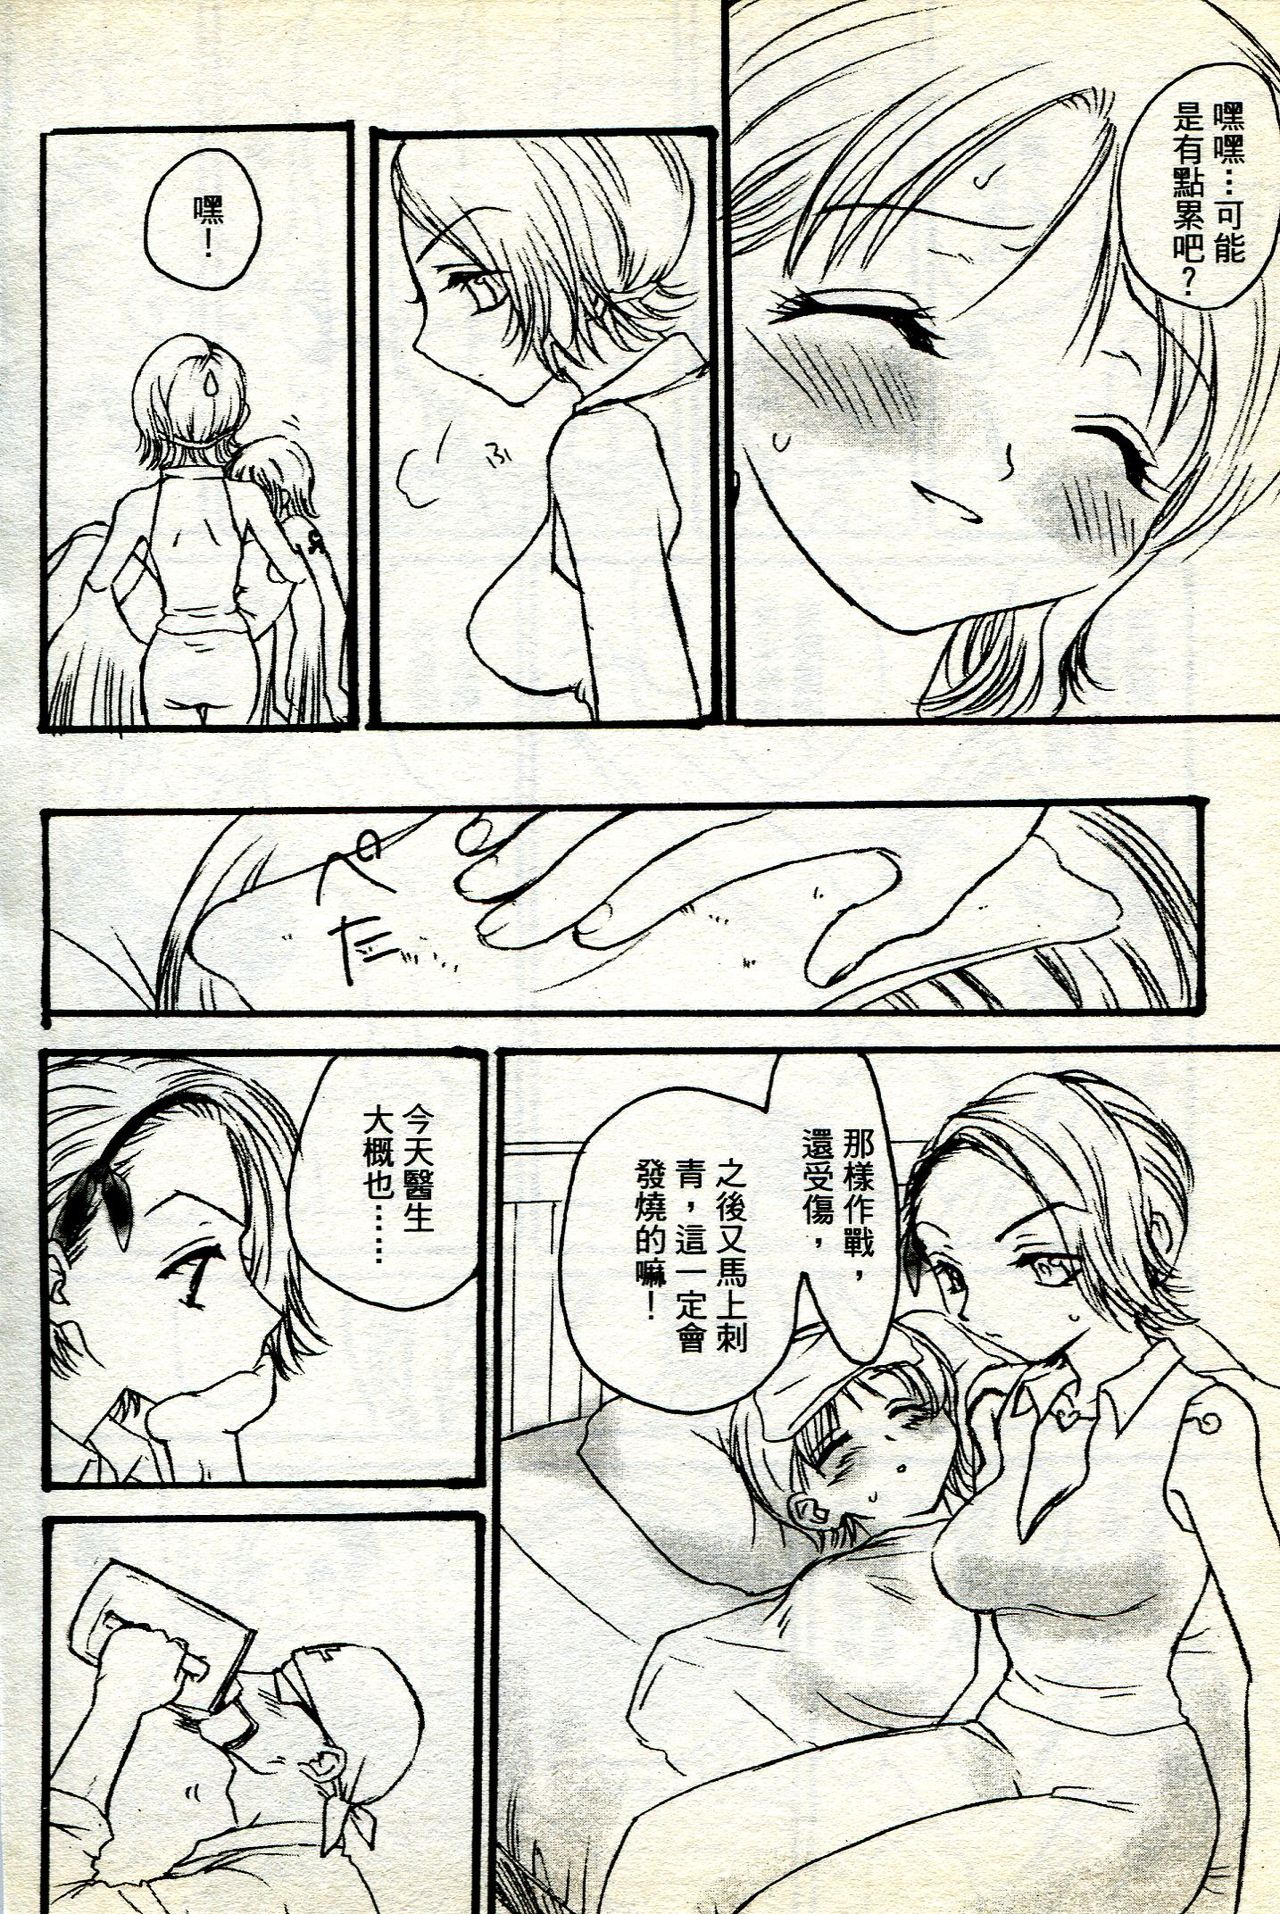 嘿嘿…可能
是有點累吧？
嘿！
ぺ
た……
那樣作戰，
還受傷，
之後又馬上刺
青，這一定會
發燒的嘛！
今天醫生
大概也……